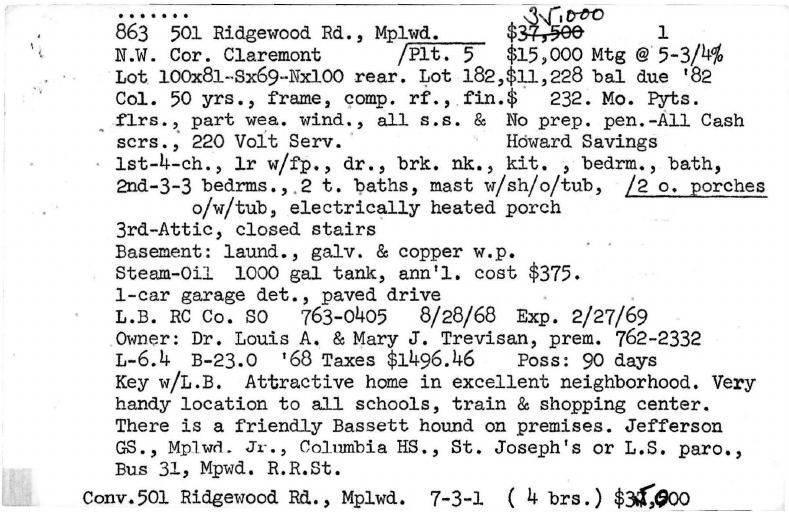 35,000
863 501 Ridgewood Rd., Mplwd. $37,500 1
N.W. Cor. Claremont /Plt. 5 $15,000 Mtg @ 5-3/4%
Lot 100x81-Sx69-Nx100 rear. Lot 182,$11,228 bal due '82
Col. 50 yrs., frame, comp. rf., fin.$ 232. Mo. Pyts.
flrs., part wea. wind., all s.s. & No prep. pen.-All Cash
scrs., 220 Volt Serv. Howard Savings
1st-4-ch., lr w/fp., dr., brk. nk., kit. , bedrm., bath,
2nd-3-3 bedrms., 2 t. baths, mast w/sh/o/tub, /2 o. porches
o/w/tub, electrically heated porch
3rd-Attic, closed stairs
Basement: laund., galv. & copper w.p.
Steam-Oil 1000 gal tank, ann'l. cost $375.
1-car garage det., paved drive
L.B. RC Co. SO 763-0405 8/28/68 Exp. 2/27/69
Owner: Dr. Louis A. & Mary J. Trevisan, prem. 762-2332
L-6.4 B-23.0 '68 Taxes $1496.46 Poss: 90 days
Key w/L.B. Attractive home in excellent neighborhood. Very
handy location to all schools, train & shopping center.
There is a friendly Bassett hound on premises. Jefferson
GS., Mplwd. Jr., Columbia HS., St. Joseph's or L.S. paro.,
Bus 31, Mpwd. R.R.St.
Conv.501 Ridgewood Rd., Mplwd. 7-3-1 ( 4 brs.) $35,000